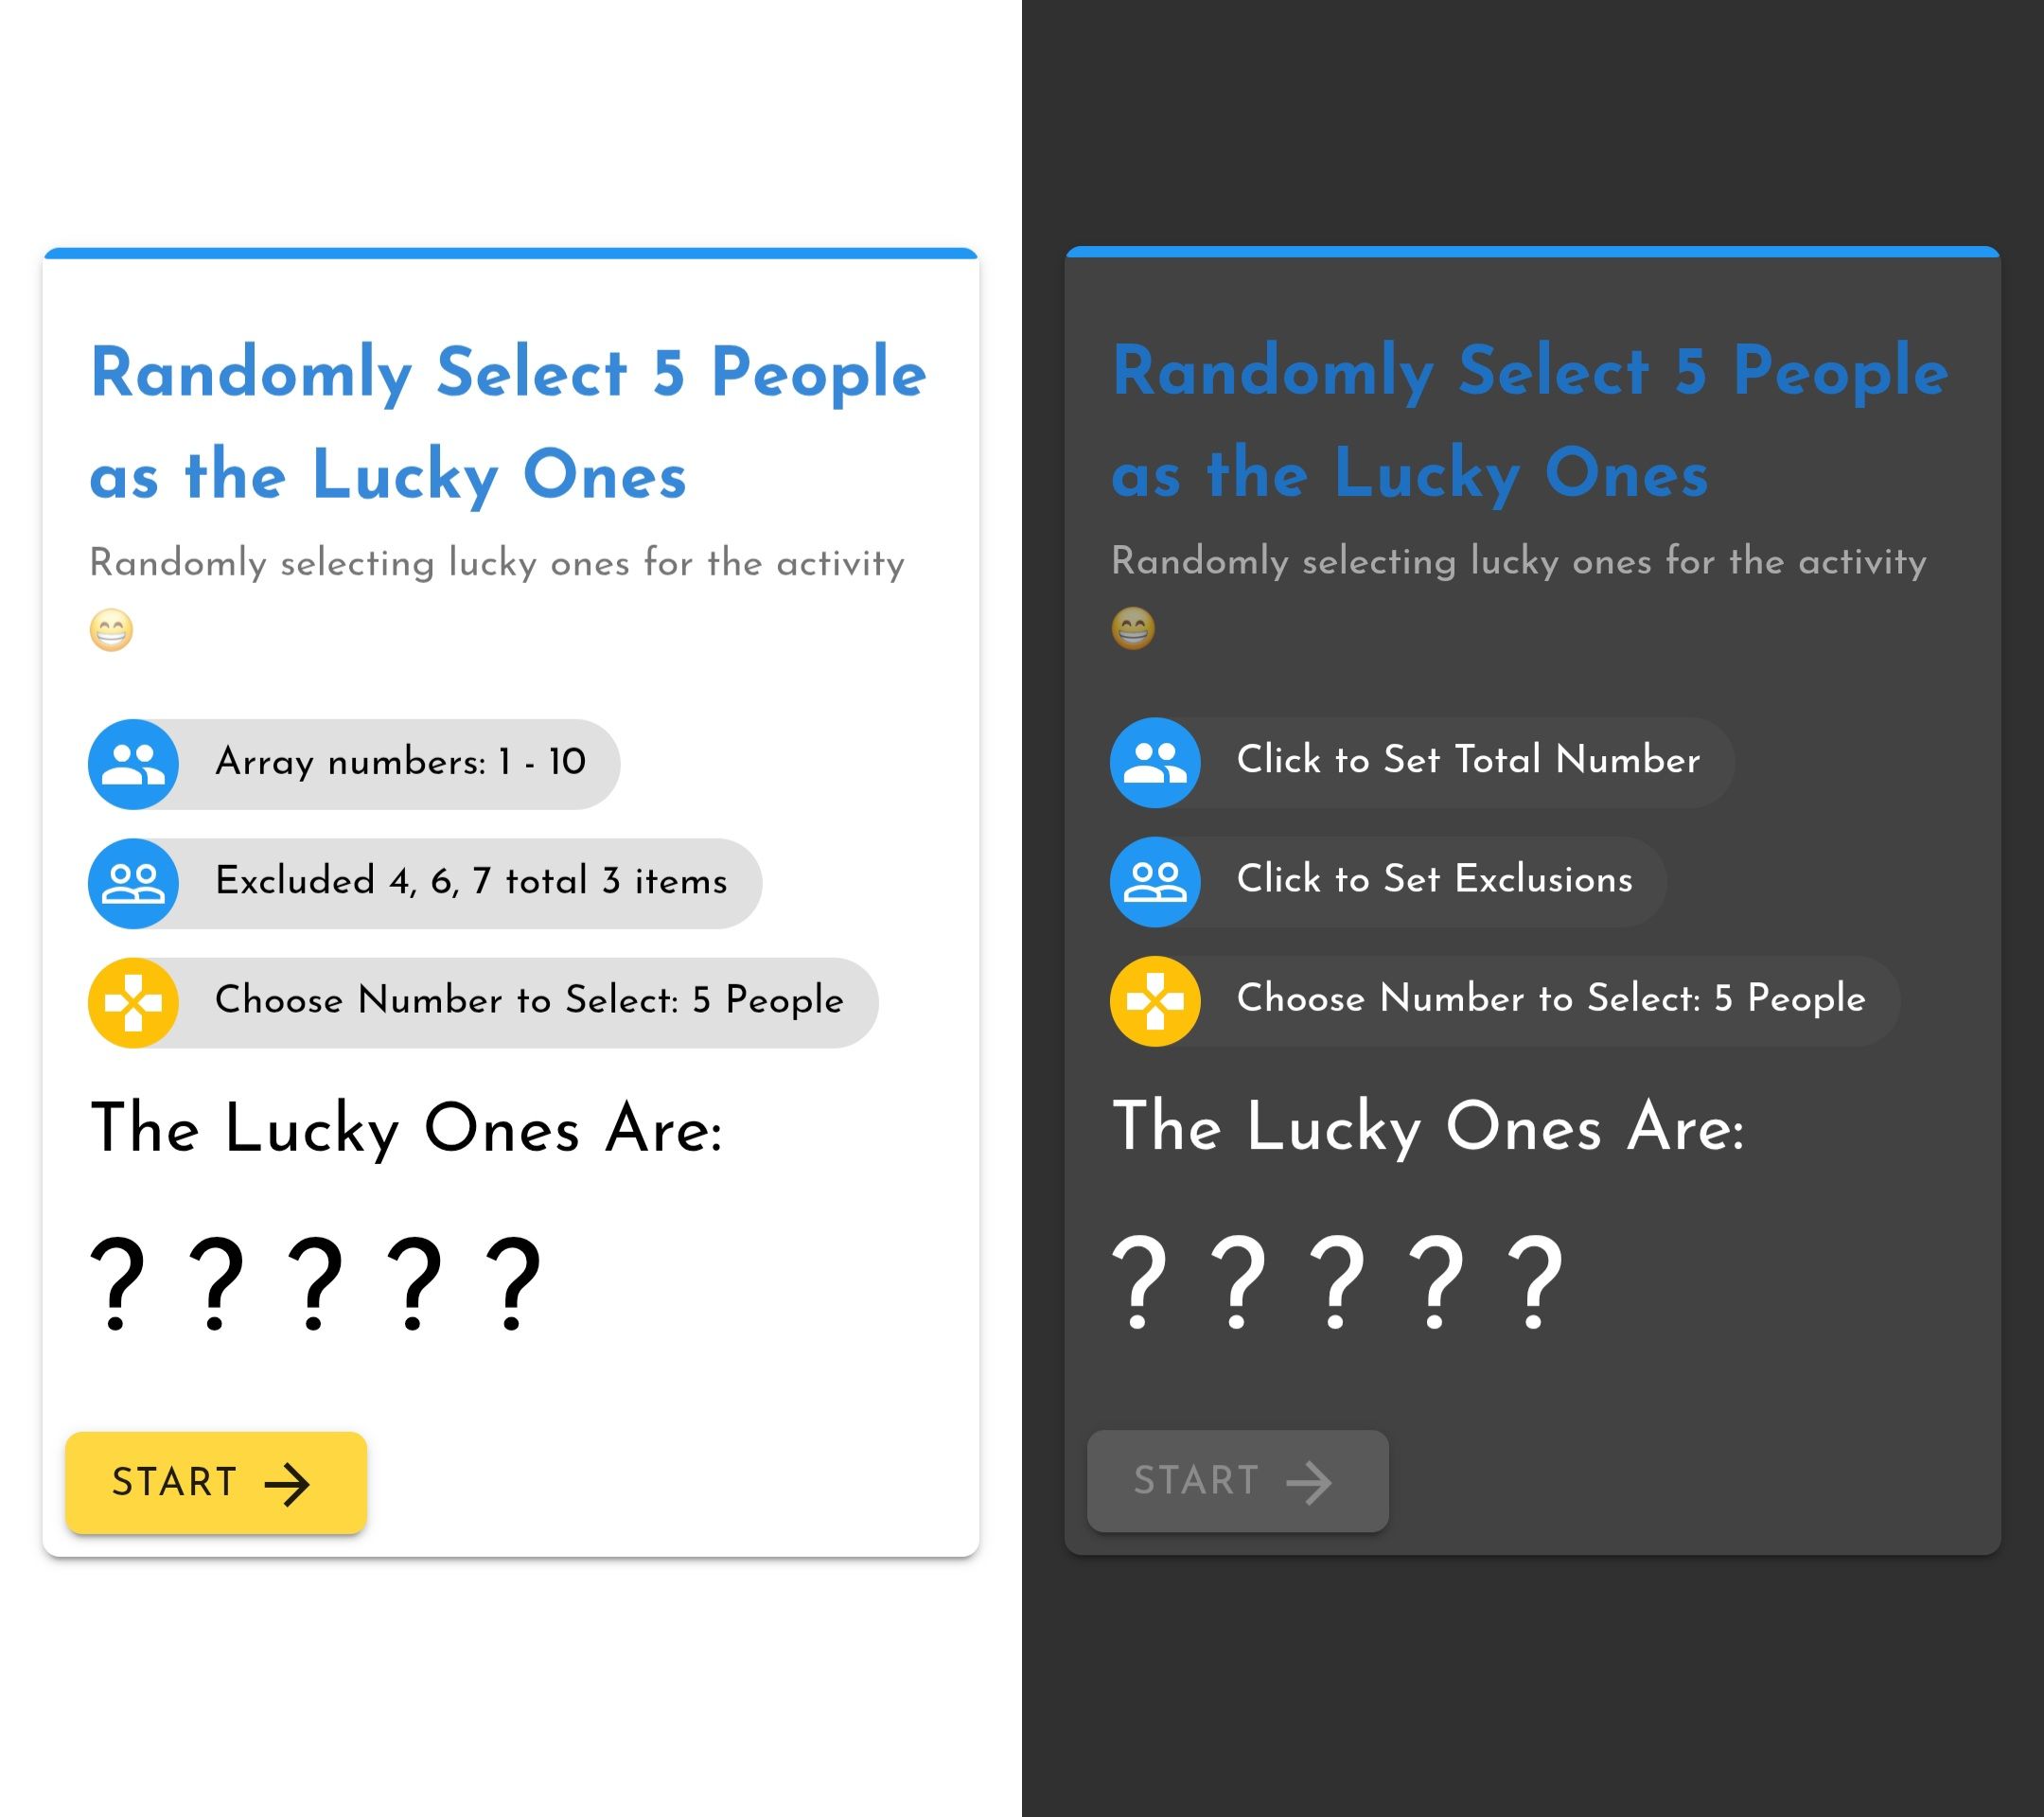 Randomly Select 5 People
as the Lucky Ones
Randomly selecting lucky ones for the activity
😁
Array numbers: 1 - 10
Excluded 4, 6, 7 total 3 items
Choose Number to Select: 5 People
The Lucky Ones Are:
? ? ? ? ?
START →
Randomly Select 5 People
as the Lucky Ones
Randomly selecting lucky ones for the activity
😁
Click to Set Total Number
Click to Set Exclusions
Choose Number to Select: 5 People
The Lucky Ones Are:
? ? ? ? ?
START →